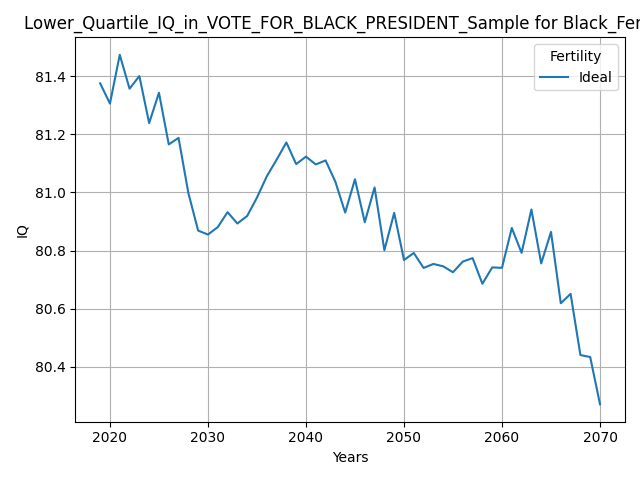 Lower_Quartile_IQ_in_VOTE_FOR_BLACK_PRESIDENT_Sample for Black_Fer
Fertility
Ideal
81.4
81.2
81.0
80.8
80.6
80.4
IQ
2020 2030 2040 2050 2060 2070
Years